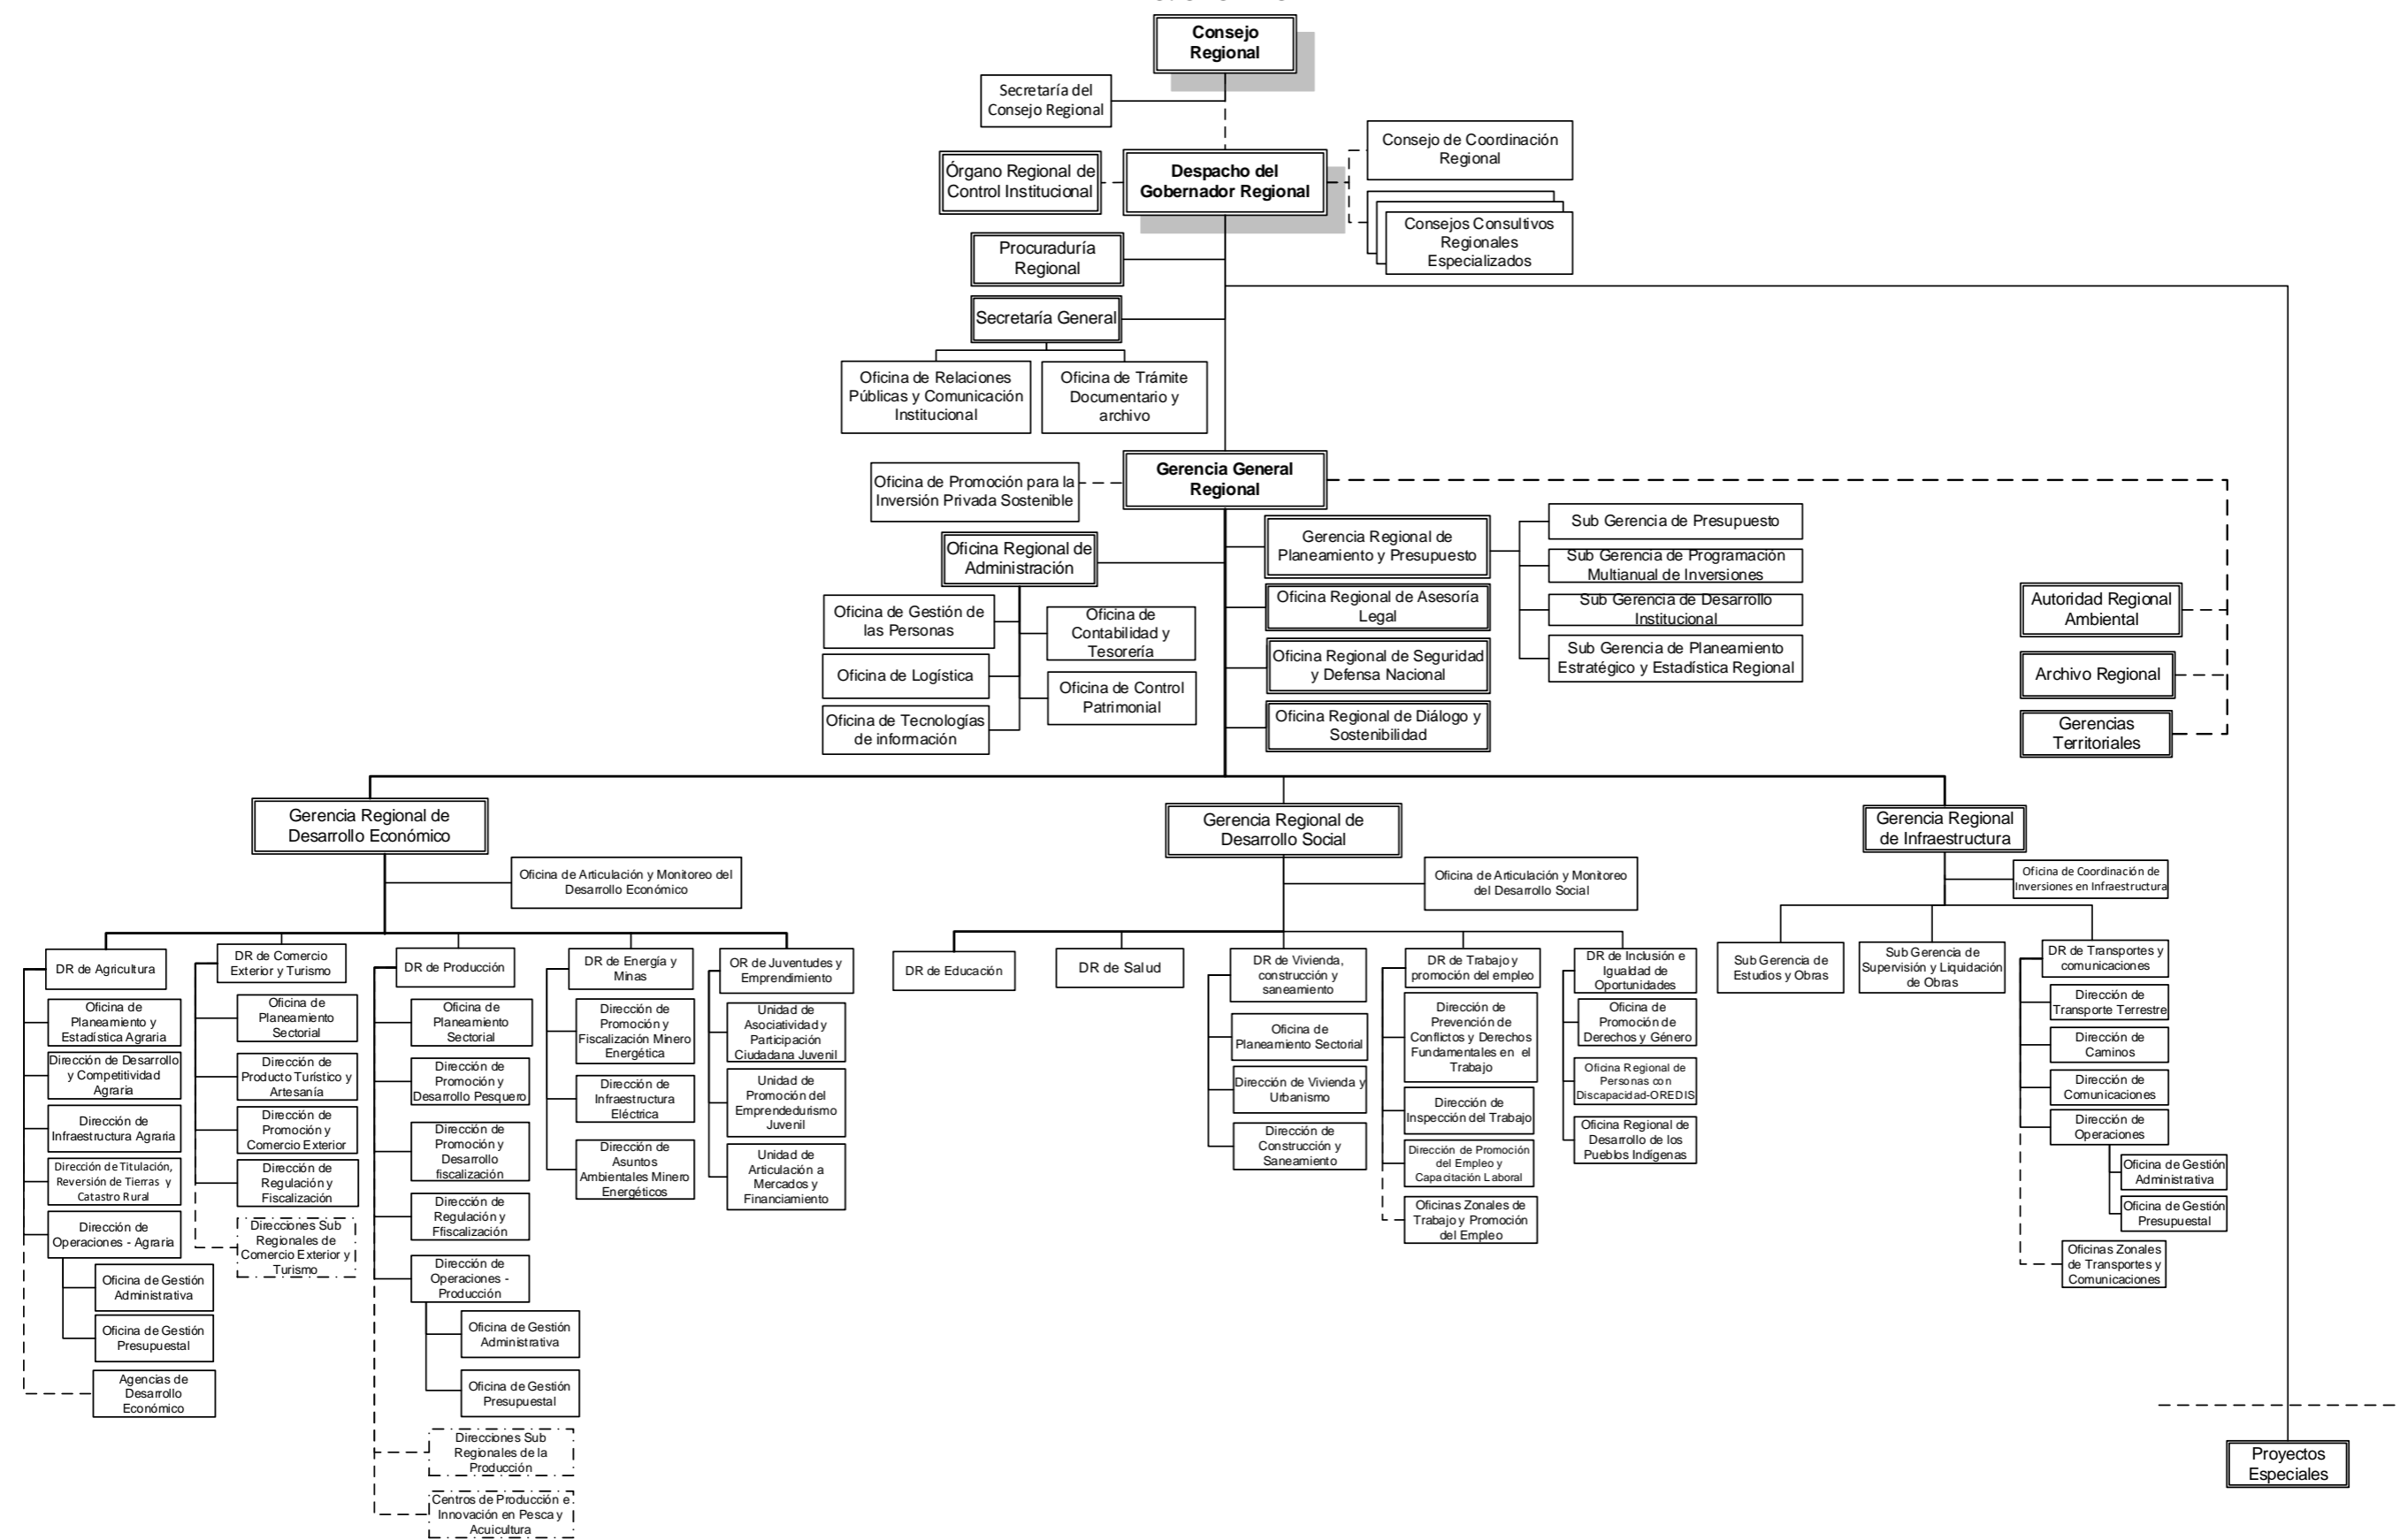 Consejo
Regional
Secretaría del
Consejo Regional
Consejo de Coordinación
Regional
Órgano Regional de
Control Institucional
Despacho del
Gobernador Regional
Consejos Consultivos
Regionales
Especializados
Procuraduría
Regional
Secretaría General
Oficina de Relaciones
Públicas y Comunicación
Institucional
Oficina de Trámite
Documentario y
archivo
Gerencia General
Regional
Oficina de Promoción para la
Inversión Privada Sostenible
Oficina Regional de
Administración
Gerencia Regional de
Planeamiento y Presupuesto
Sub Gerencia de Presupuesto
Sub Gerencia de Programación
Multianual de Inversiones
Sub Gerencia de Desarrollo
Institucional
Sub Gerencia de Planeamiento
Estratégico y Estadística Regional
Oficina Regional de Asesoría
Legal
Oficina Regional de Seguridad
y Defensa Nacional
Oficina Regional de Diálogo y
Sostenibilidad
Oficina de Gestión de
las Personas
Oficina de
Contabilidad y
Tesorería
Oficina de Logística
Oficina de Control
Patrimonial
Oficina de Tecnologías
de información
Autoridad Regional
Ambiental
Archivo Regional
Gerencias
Territoriales
Gerencia Regional de
Desarrollo Económico
Gerencia Regional de
Desarrollo Social
Gerencia Regional
de Infraestructura
Oficina de Articulación y Monitoreo del
Desarrollo Económico
Oficina de Articulación y Monitoreo
del Desarrollo Social
Oficina de Coordinación de
Inversiones en Infraestructura
DR de Agricultura
Oficina de
Planeamiento y
Estadística Agraria
Dirección de Desarrollo
y Competitividad
Agraria
Dirección de
Infraestructura Agraria
Dirección de Titulación,
Reversión de Tierras y
Catastro Rural
Dirección de
Operaciones - Agraria
Oficina de Gestión
Administrativa
Oficina de Gestión
Presupuestal
Agencias de
Desarrollo
Económico
DR de Comercio
Exterior y Turismo
Oficina de
Planeamiento
Sectorial
Dirección de
Producto Turístico y
Artesanía
Dirección de
Promoción y
Comercio Exterior
Dirección de
Regulación y
Fiscalización
Direcciones Sub
Regionales de
Comercio Exterior y
Turismo
DR de Producción
Oficina de
Planeamiento
Sectorial
Dirección de
Promoción y
Desarrollo Pesquero
Dirección de
Promoción y
Desarrollo
fiscalización
Dirección de
Regulación y
Ffiscalización
Dirección de
Operaciones -
Producción
Oficina de Gestión
Administrativa
Oficina de Gestión
Presupuestal
Direcciones Sub
Regionales de la
Producción
Centros de Producción e
Innovación en Pesca y
Acuicultura
DR de Energía y
Minas
Dirección de
Promoción y
Fiscalización Minero
Energética
Dirección de
Infraestructura
Eléctrica
Dirección de
Asuntos
Ambientales Minero
Energéticos
OR de Juventudes y
Emprendimiento
Unidad de
Asociatividad y
Participación
Ciudadana Juvenil
Unidad de
Promoción del
Emprendedurismo
Juvenil
Unidad de
Articulación a
Mercados y
Financiamiento
DR de Educación
DR de Salud
DR de Vivienda,
construcción y
saneamiento
Oficina de
Planeamiento Sectorial
Dirección de Vivienda y
Urbanismo
Dirección de
Construcción y
Saneamiento
DR de Trabajo y
promoción del empleo
Dirección de
Prevención de
Conflictos y Derechos
Fundamentales en el
Trabajo
Dirección de
Inspección del Trabajo
Dirección de Promoción
del Empleo y
Capacitación Laboral
Oficinas Zonales de
Trabajo y Promoción
del Empleo
DR de Inclusión e
Igualdad de
Oportunidades
Oficina de
Promoción de
Derechos y Género
Oficina Regional de
Personas con
Discapacidad-OREDIS
Oficina Regional de
Desarrollo de los
Pueblos Indígenas
Sub Gerencia de
Estudios y Obras
Sub Gerencia de
Supervisión y Liquidación
de Obras
DR de Transportes y
comunicaciones
Dirección de
Transporte Terrestre
Dirección de
Caminos
Dirección de
Comunicaciones
Dirección de
Operaciones
Oficina de Gestión
Administrativa
Oficina de Gestión
Presupuestal
Oficinas Zonales
de Transportes y
Comunicaciones
Proyectos
Especiales